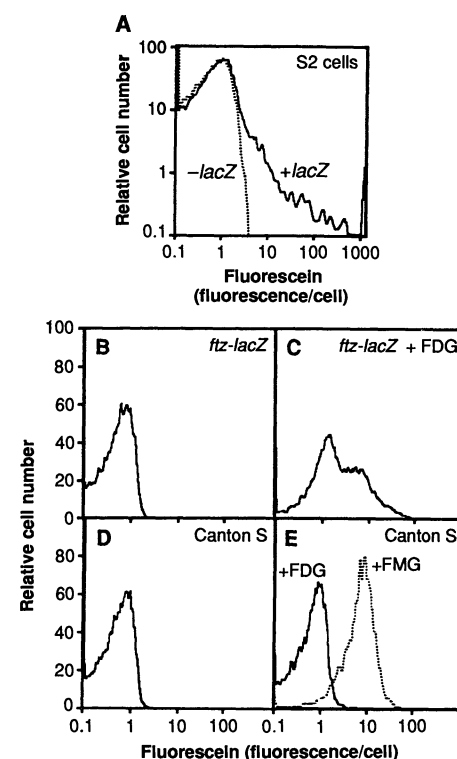 A
100
S2 cells
10
1
0.1
−lacZ
+lacZ
Relative cell number
0.1 1 10 100 1000
Fluorescein
(fluorescence/cell)
100
80
60
40
20
0
B
ftz-lacZ
C
ftz-lacZ + FDG
Relative cell number
80
60
40
20
0
D
Canton S
E
Canton S
+FDG
+FMG
0.1 1 10 100
0.1 1 10 100
Fluorescein (fluorescence/cell)